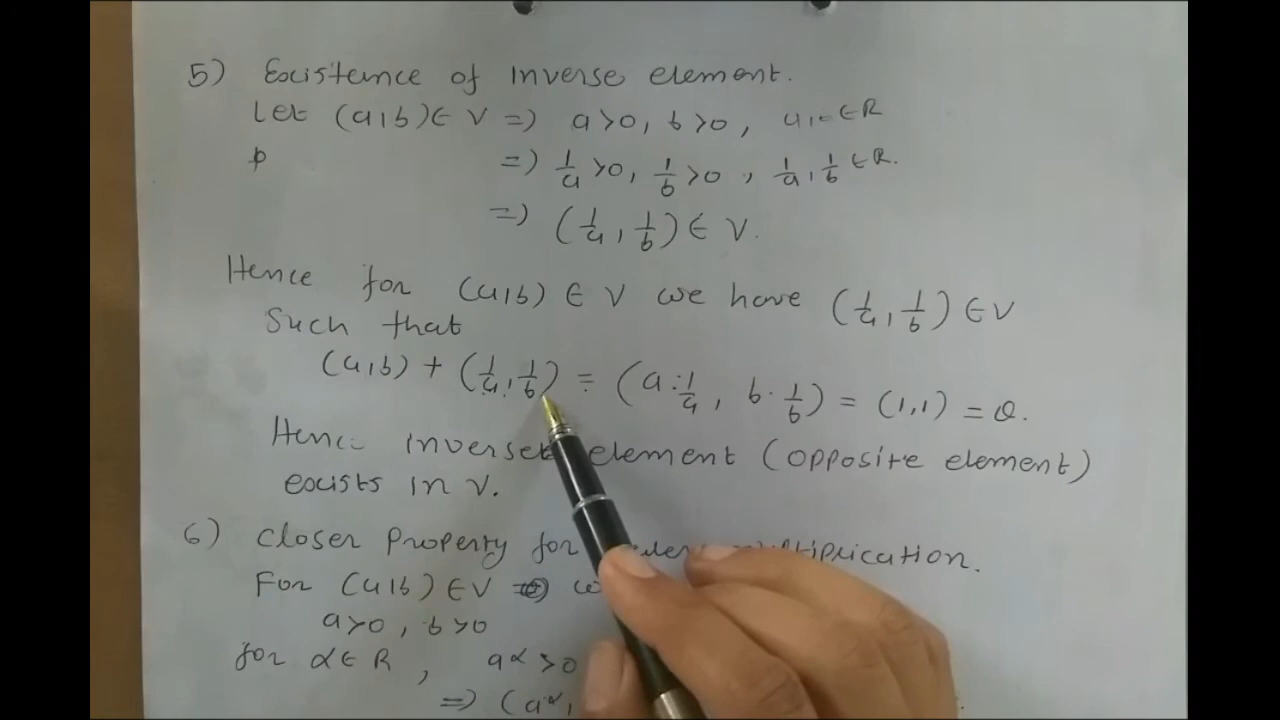 5) Existence of inverse element.
Let (a,b) ∈ V => a>0, b>0, a,b ∈ R
=> 1/a >0, 1/b >0, 1/a, 1/b ∈ R.
=> (1/a, 1/b) ∈ V.
Hence for (a,b) ∈ V we have (1/a, 1/b) ∈ V
Such that
(a,b) + (1/a, 1/b) = (a·1/a, b·1/b) = (1,1) = 0.
Hence inverse element (opposite element)
exists in V.
6) Closer Property for
For (a,b) ∈ V
a>0, b>0
for α ∈ R, a^α >0
=> (a^α,